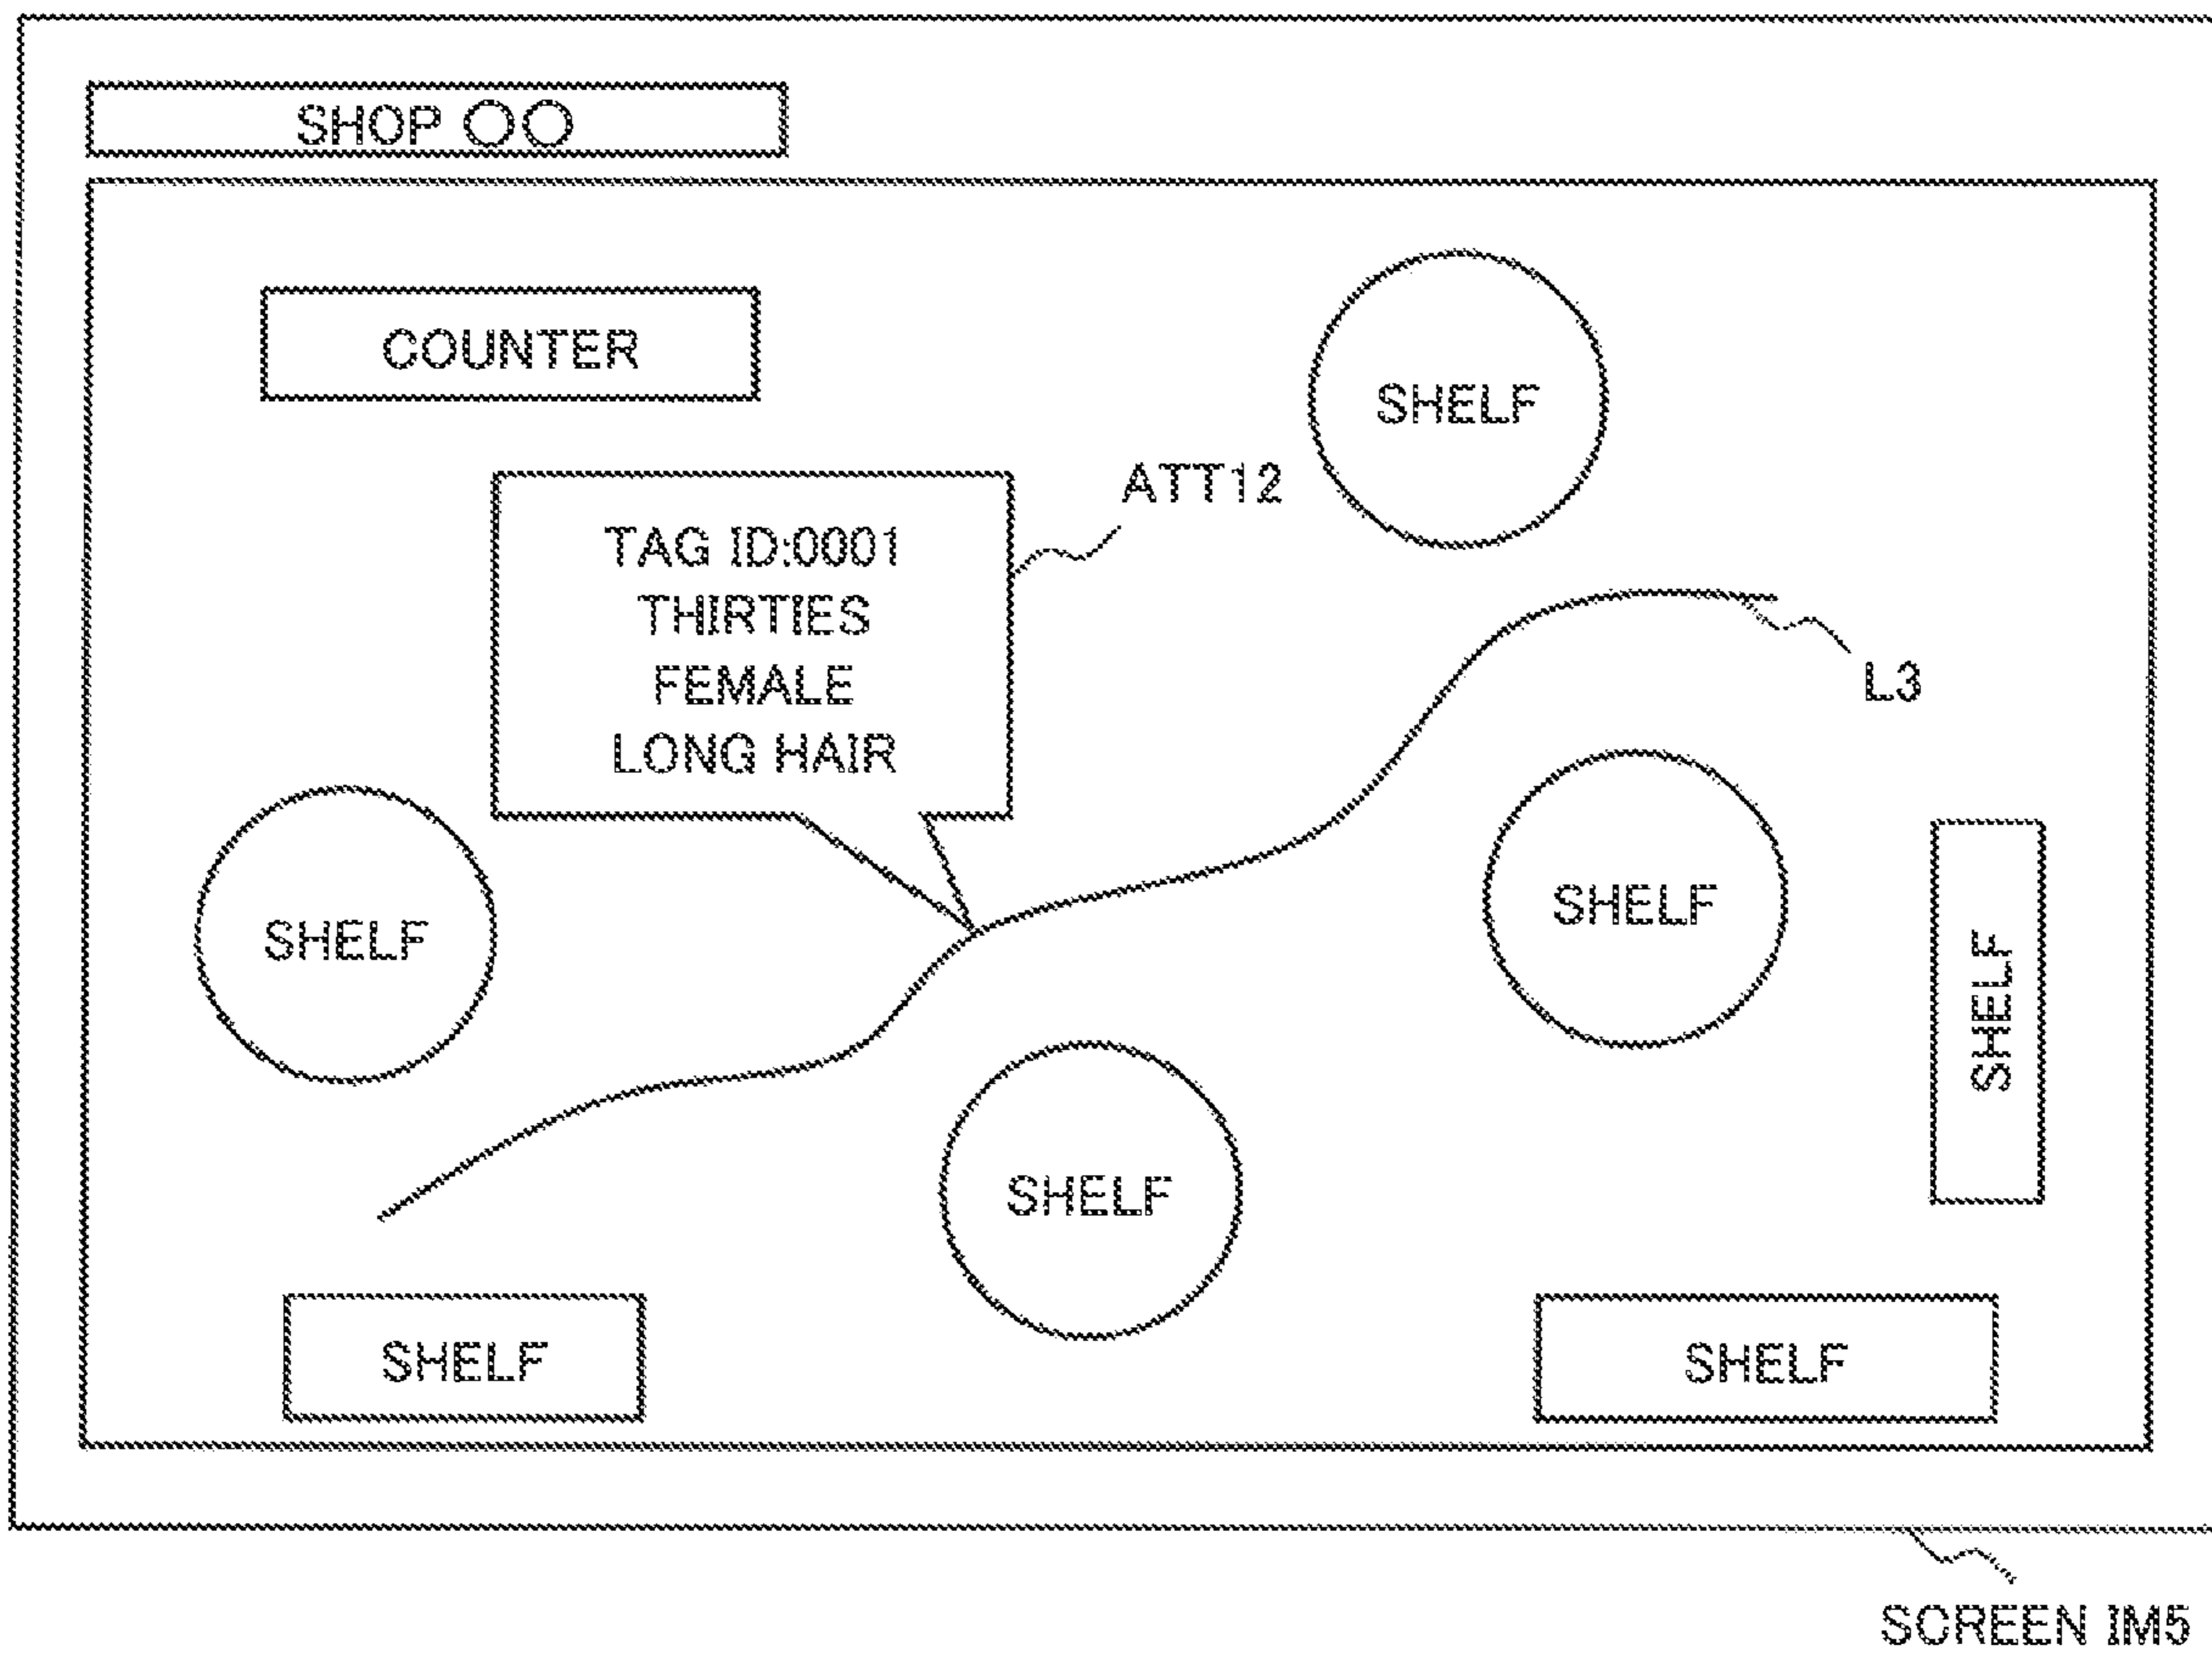 SHOP ○○
COUNTER
SHELF
ATT12
TAG ID:0001
THIRTIES
FEMALE
LONG HAIR
L3
SHELF
SHELF
SHELF
SHELF
SHELF
SHELF
SCREEN IM5